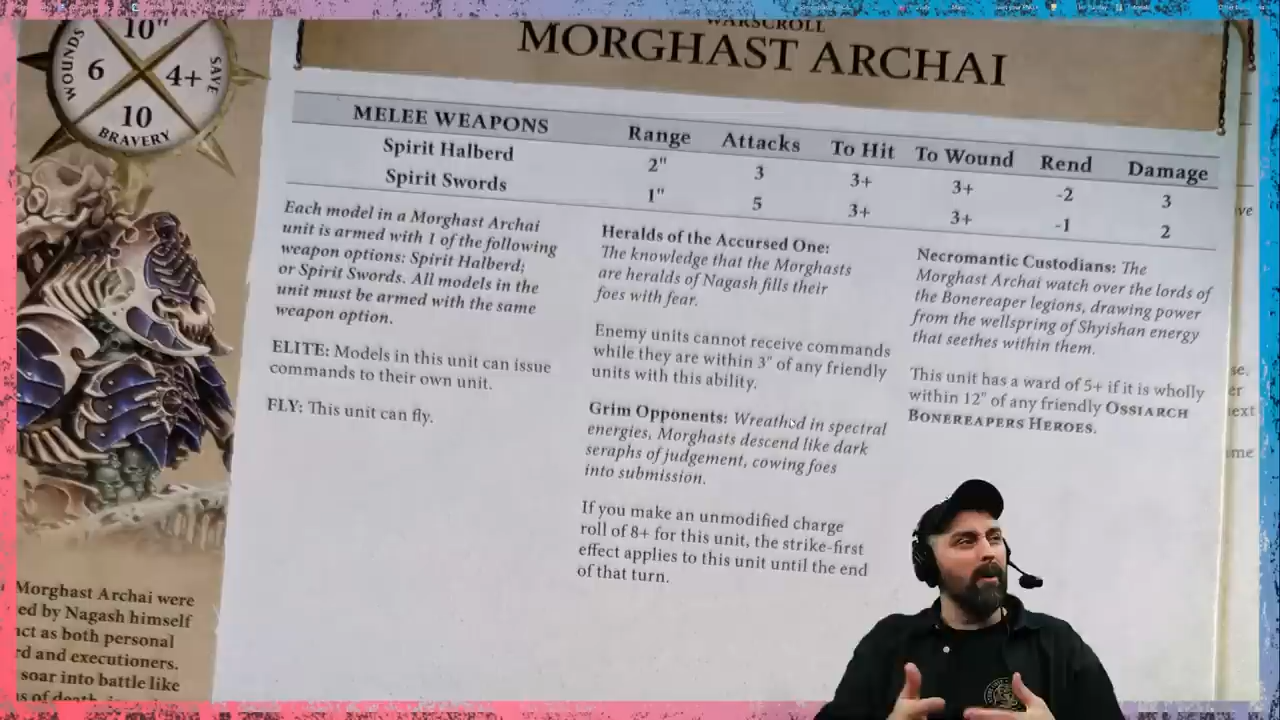 WARSCROLL
MORGHAST ARCHAI
10"
WOUNDS
6
4+
SAVE
10
BRAVERY
MELEE WEAPONS Range Attacks To Hit To Wound Rend Damage
Spirit Halberd 2" 3 3+ 3+ -2 3
Spirit Swords 1" 5 3+ 3+ -1 2
Each model in a Morghast Archai
unit is armed with 1 of the following
weapon options: Spirit Halberd;
or Spirit Swords. All models in the
unit must be armed with the same
weapon option.
ELITE: Models in this unit can issue
commands to their own unit.
FLY: This unit can fly.
Heralds of the Accursed One:
The knowledge that the Morghasts
are heralds of Nagash fills their
foes with fear.
Enemy units cannot receive commands
while they are within 3" of any friendly
units with this ability.
Grim Opponents: Wreathed in spectral
energies, Morghasts descend like dark
seraphs of judgement, cowing foes
into submission.
If you make an unmodified charge
roll of 8+ for this unit, the strike-first
effect applies to this unit until the end
of that turn.
Necromantic Custodians: The
Morghast Archai watch over the lords of
the Bonereaper legions, drawing power
from the wellspring of Shyishan energy
that seethes within them.
This unit has a ward of 5+ if it is wholly
within 12" of any friendly OSSIARCH
BONEREAPERS HEROES.
Morghast Archai were
ed by Nagash himself
act as both personal
rd and executioners.
soar into battle like
ve
se.
er
ext
me